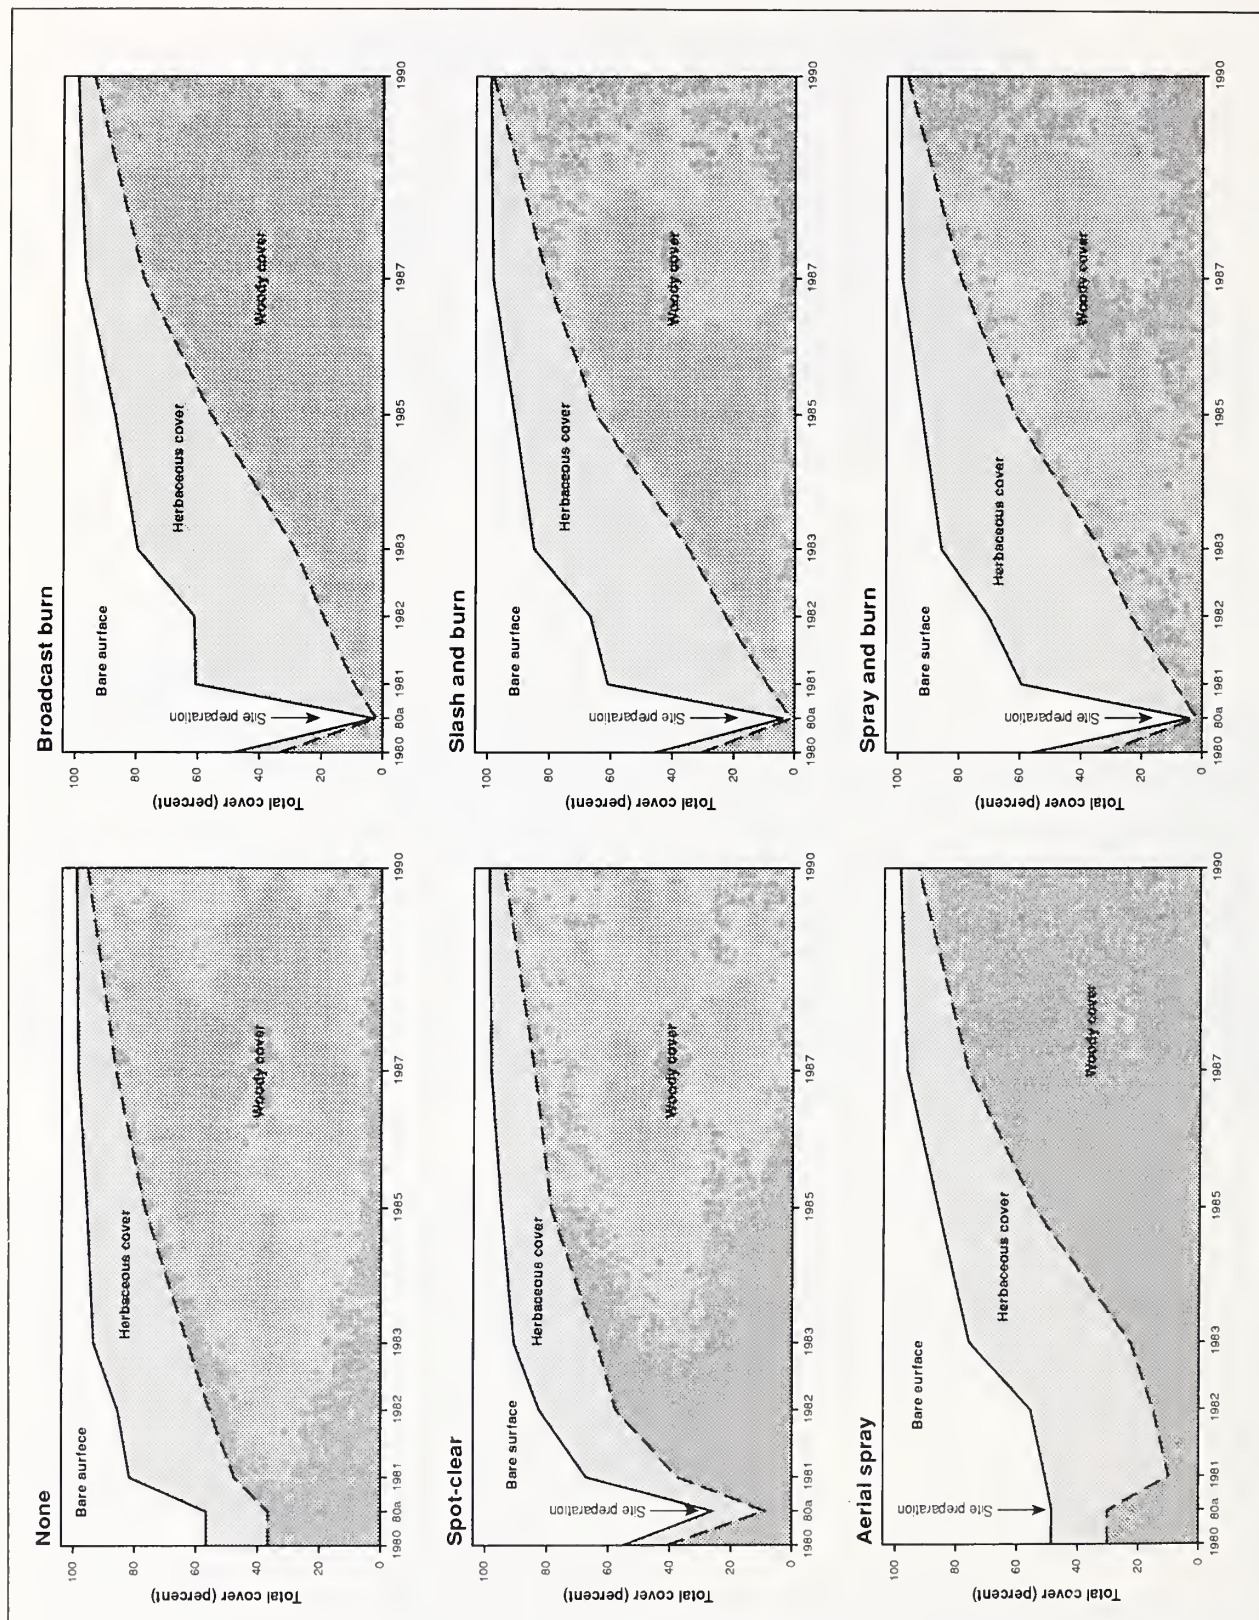 None
Total cover (percent)
100
80
60
40
20
0
Bare surface
Herbaceous cover
Woody cover
1980 80a 1981 1982 1983 1985 1987 1990
Broadcast burn
Total cover (percent)
100
80
60
40
20
0
Bare surface
Site preparation
Herbaceous cover
Woody cover
1980 80a 1981 1982 1983 1985 1987 1990
Spot-clear
Total cover (percent)
100
80
60
40
20
0
Bare surface
Site preparation
Herbaceous cover
Woody cover
1980 80a 1981 1982 1983 1985 1987 1990
Slash and burn
Total cover (percent)
100
80
60
40
20
0
Bare surface
Site preparation
Herbaceous cover
Woody cover
1980 80a 1981 1982 1983 1985 1987 1990
Aerial spray
Total cover (percent)
100
80
60
40
20
0
Bare surface
Site preparation
Herbaceous cover
Woody cover
1980 80a 1981 1982 1983 1985 1987 1990
Spray and burn
Total cover (percent)
100
80
60
40
20
0
Bare surface
Site preparation
Herbaceous cover
Woody cover
1980 80a 1981 1982 1983 1985 1987 1990